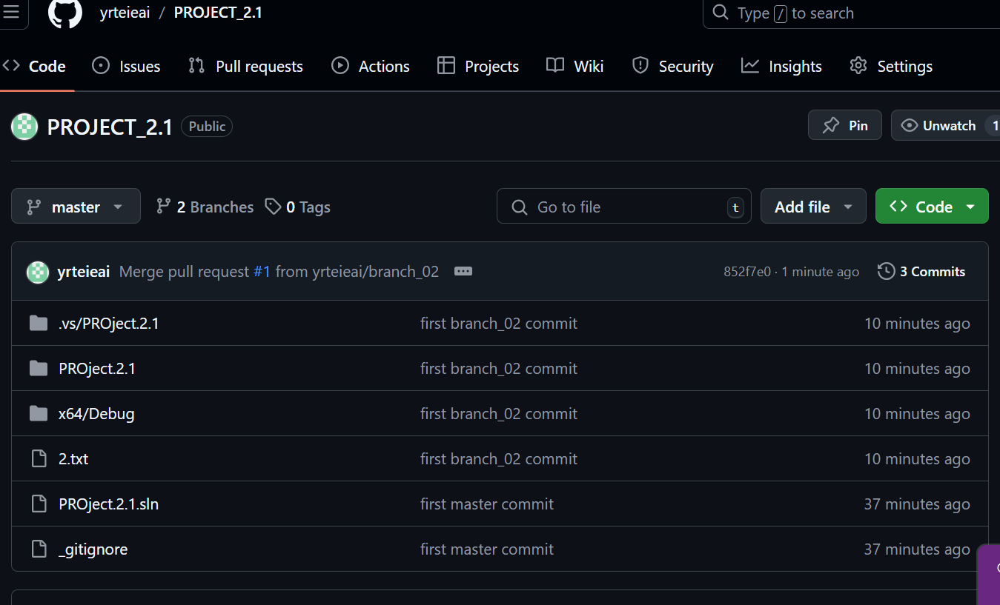 yrteieai / PROJECT_2.1
Type / to search
Code Issues Pull requests Actions Projects Wiki Security Insights Settings
PROJECT_2.1 Public Pin Unwatch 1
master 2 Branches 0 Tags Go to file t Add file Code
yrteieai Merge pull request #1 from yrteieai/branch_02 852f7e0 · 1 minute ago 3 Commits
.vs/PROject.2.1 first branch_02 commit 10 minutes ago
PROject.2.1 first branch_02 commit 10 minutes ago
x64/Debug first branch_02 commit 10 minutes ago
2.txt first branch_02 commit 10 minutes ago
PROject.2.1.sln first master commit 37 minutes ago
_gitignore first master commit 37 minutes ago